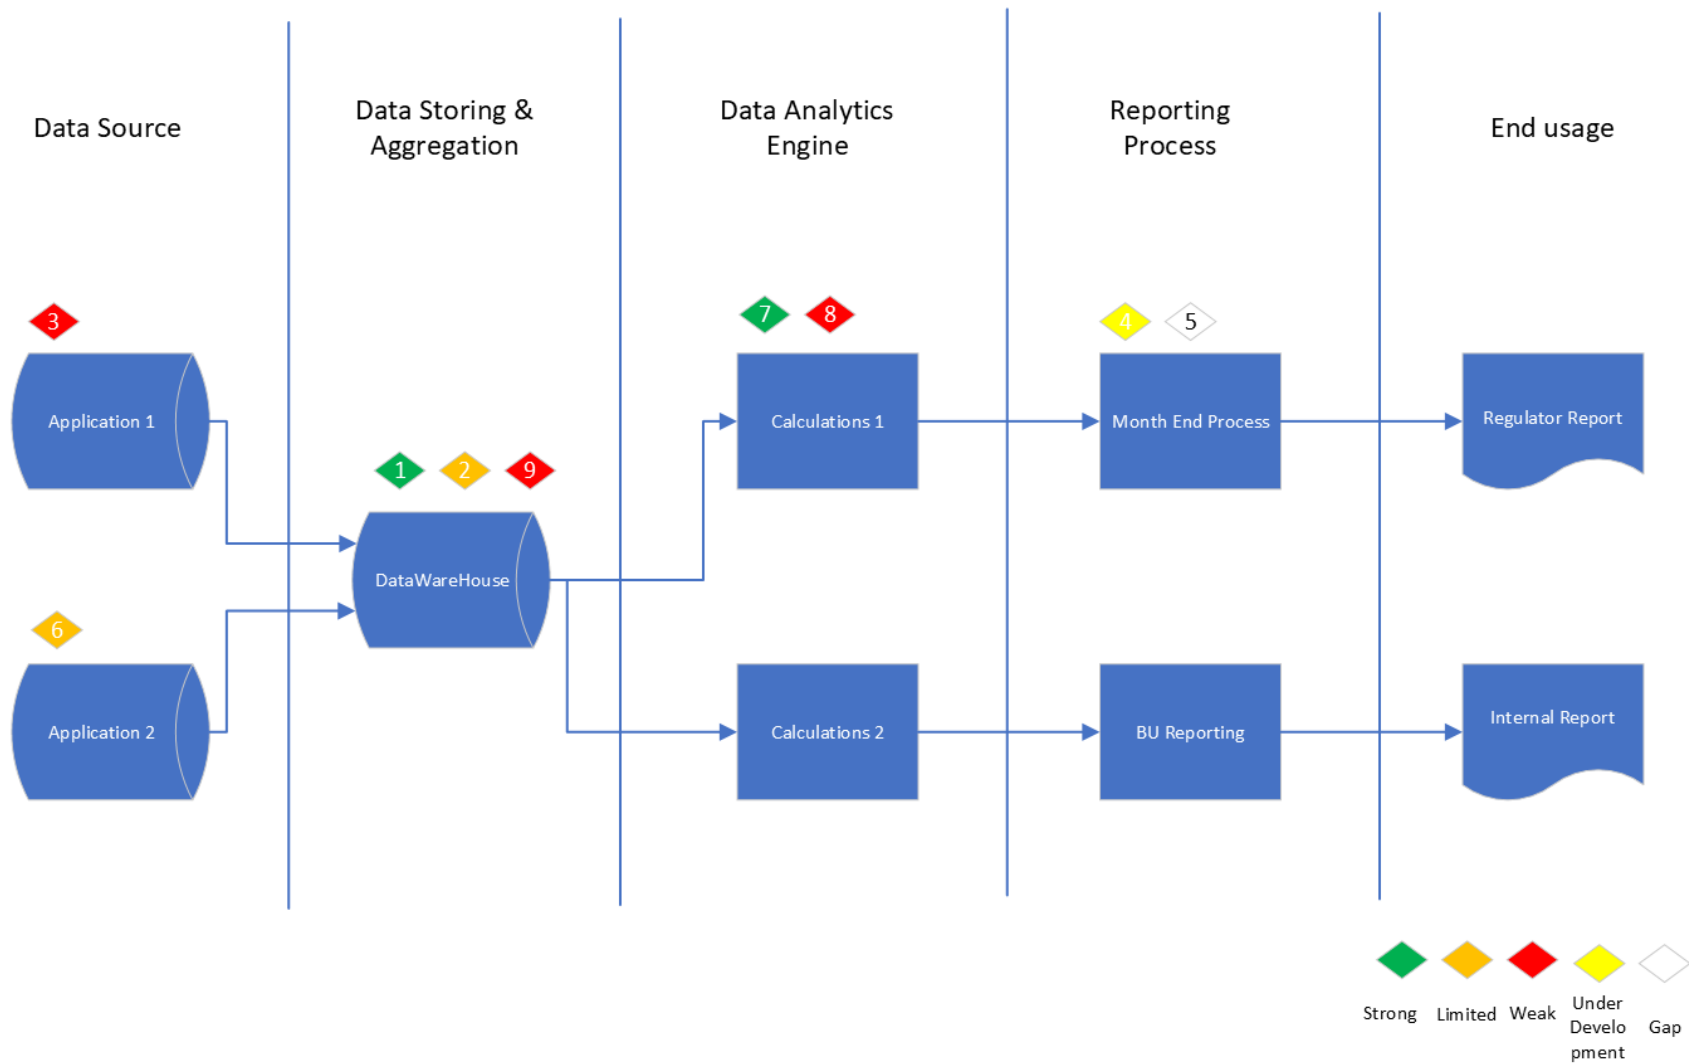 Data Source
Data Storing &
Aggregation
Data Analytics
Engine
Reporting
Process
End usage
3
7
8
4
5
Application 1
Calculations 1
Month End Process
Regulator Report
1
2
9
DataWareHouse
6
Application 2
Calculations 2
BU Reporting
Internal Report
Strong
Limited
Weak
Under
Develo
pment
Gap